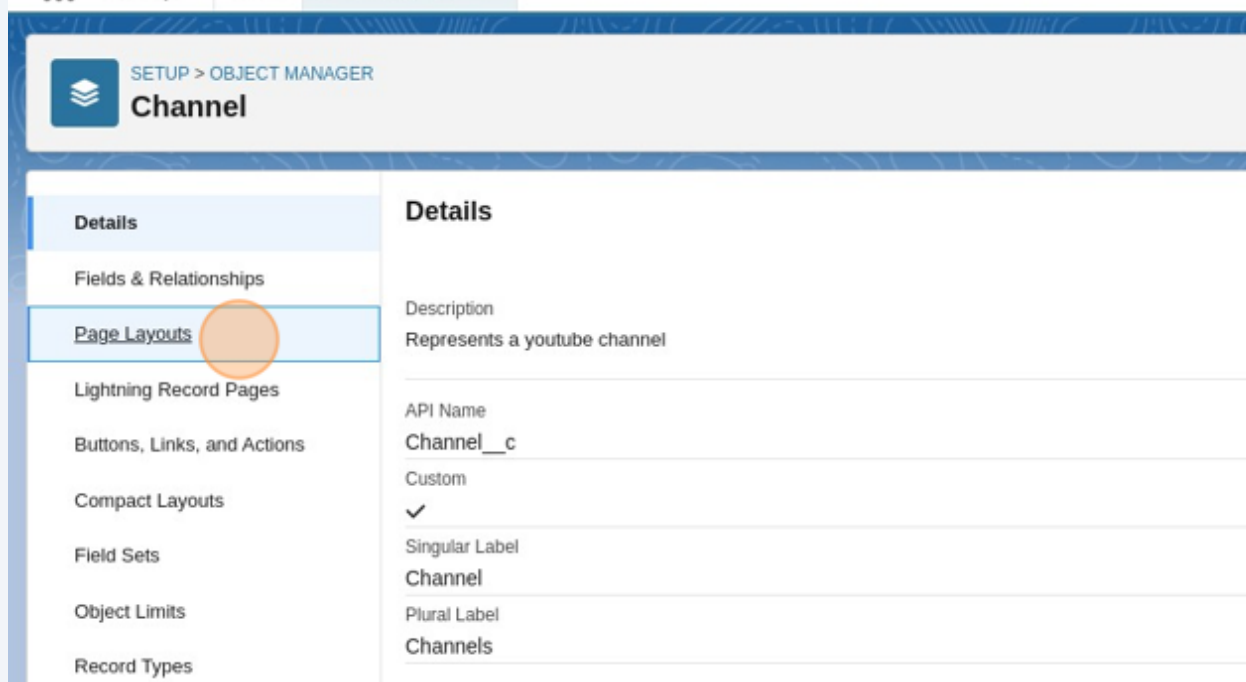 SETUP > OBJECT MANAGER
Channel
Details
Fields & Relationships
Page Layouts
Lightning Record Pages
Buttons, Links, and Actions
Compact Layouts
Field Sets
Object Limits
Record Types
Details
Description
Represents a youtube channel
API Name
Channel__c
Custom
Singular Label
Channel
Plural Label
Channels